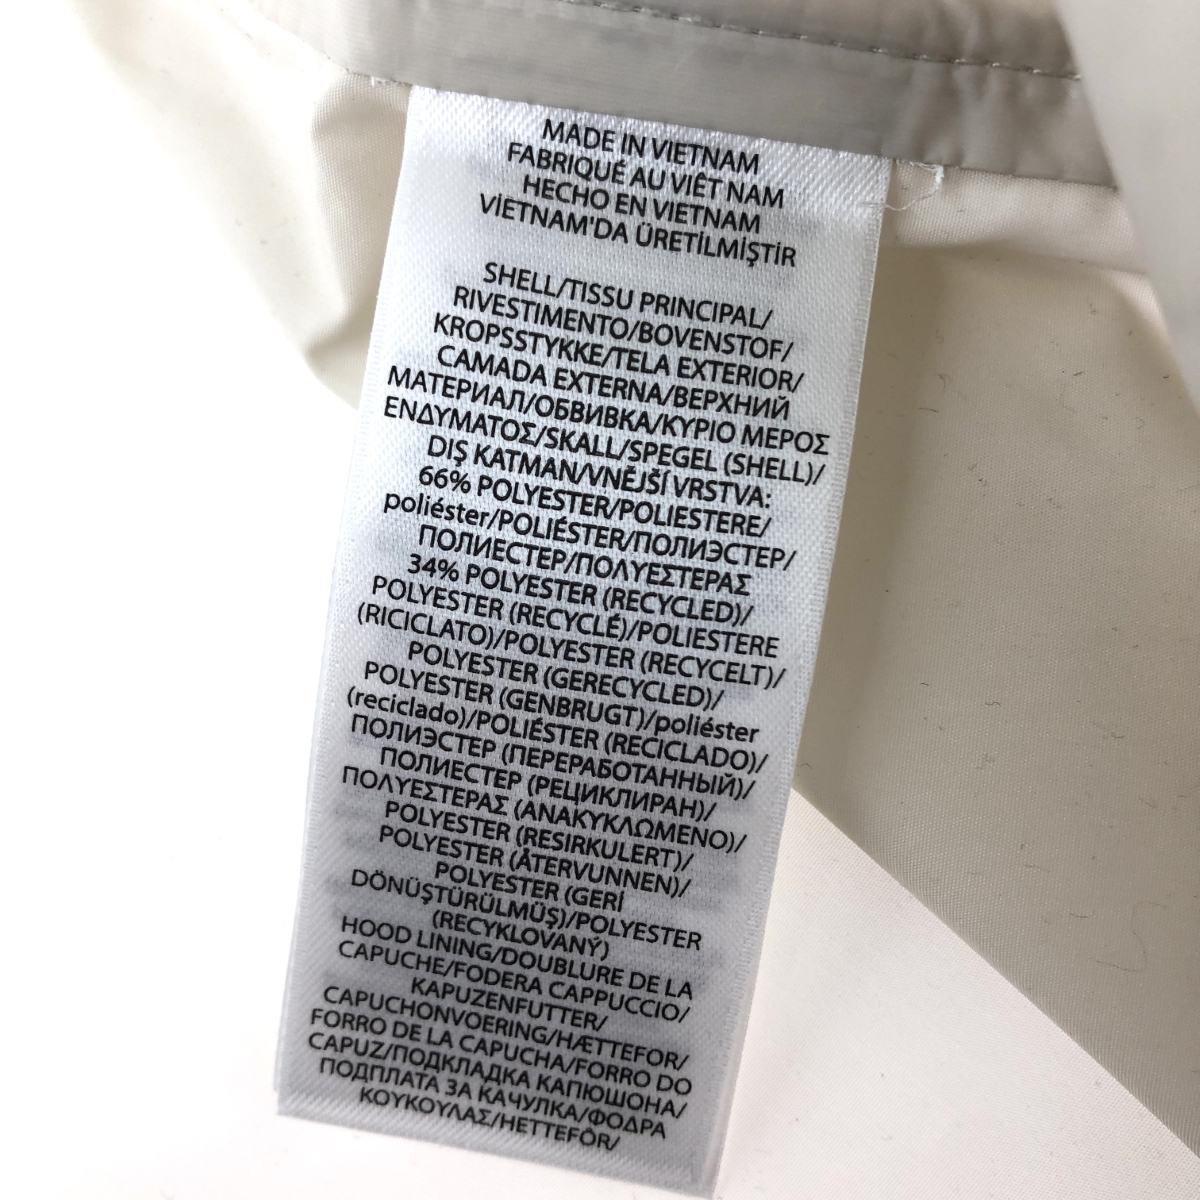 MADE IN VIETNAM
FABRIQUÉ AU VIÊT NAM
HECHO EN VIETNAM
VİETNAM'DA ÜRETİLMİŞTİR
SHELL/TISSU PRINCIPAL/
RIVESTIMENTO/BOVENSTOF/
KROPSSTYKKE/TELA EXTERIOR/
CAMADA EXTERNA/ВЕРХНИЙ
МАТЕРИАЛ/ОБВИВКА/ΚΥΡΙΟ ΜΕΡΟΣ
ΕΝΔΥΜΑΤΟΣ/SKALL/SPEGEL (SHELL)/
DIŞ KATMAN/VNĚJŠÍ VRSTVA:
66% POLYESTER/POLIESTERE/
poliéster/POLIÉSTER/ПОЛИЭСТЕР/
ПОЛИЕСТЕР/ΠΟΛΥΕΣΤΕΡΑΣ
34% POLYESTER (RECYCLED)/
POLYESTER (RECYCLÉ)/POLIESTERE
(RICICLATO)/POLYESTER (RECYCELT)/
POLYESTER (GERECYCLED)/
POLYESTER (GENBRUGT)/poliéster
(reciclado)/POLIÉSTER (RECICLADO)/
ПОЛИЭСТЕР (ПЕРЕРАБОТАННЫЙ)/
ПОЛИЕСТЕР (РЕЦИКЛИРАН)/
ΠΟΛΥΕΣΤΕΡΑΣ (ΑΝΑΚΥΚΛΩΜΕΝΟ)/
POLYESTER (RESIRKULERT)/
POLYESTER (ÅTERVUNNEN)/
POLYESTER (GERİ
DÖNÜŞTÜRÜLMÜŞ)/POLYESTER
(RECYKLOVANÝ)
HOOD LINING/DOUBLURE DE LA
CAPUCHE/FODERA CAPPUCCIO/
KAPUZENFUTTER/
CAPUCHONVOERING/HÆTTEFOR/
FORRO DE LA CAPUCHA/FORRO DO
CAPUZ/ПОДКЛАДКА КАПЮШОНА/
ПОДПЛАТА ЗА КАЧУЛКА/ΦΟΔΡΑ
ΚΟΥΚΟΥΛΑΣ/HETTEFÔR/